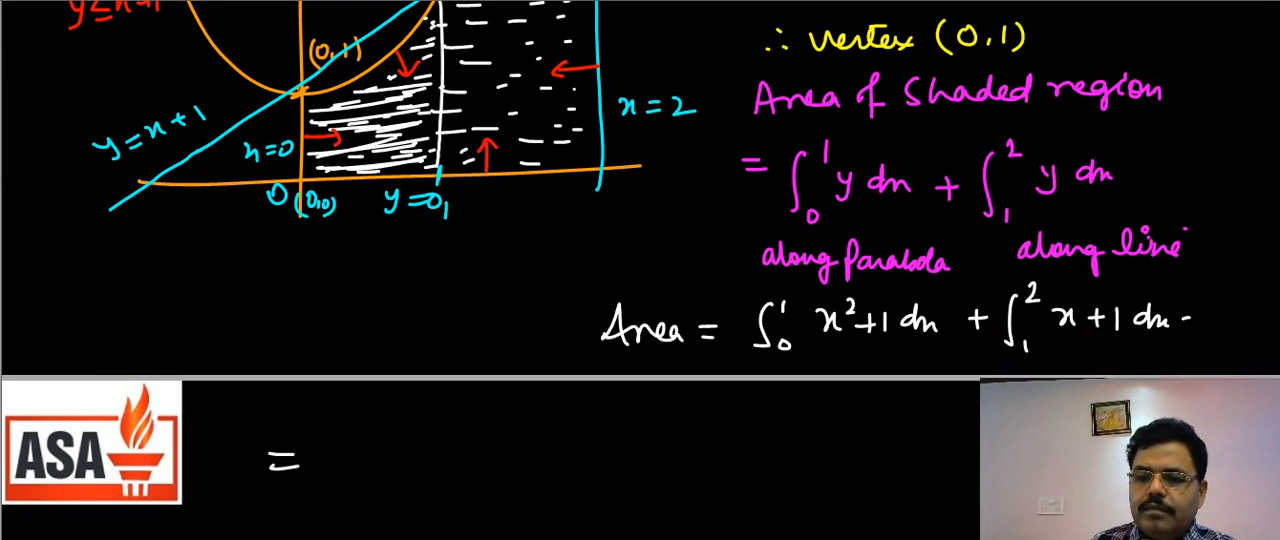 (0,1)
y=x+1
x=0
x=2
O (0,0)
y=0
1
∴ vertex (0,1)
Area of shaded region
= ∫₀¹ y dx + ∫₁² y dx
along parabola along line
Area = ∫₀¹ x²+1 dx + ∫₁² x+1 dx
=
ASA